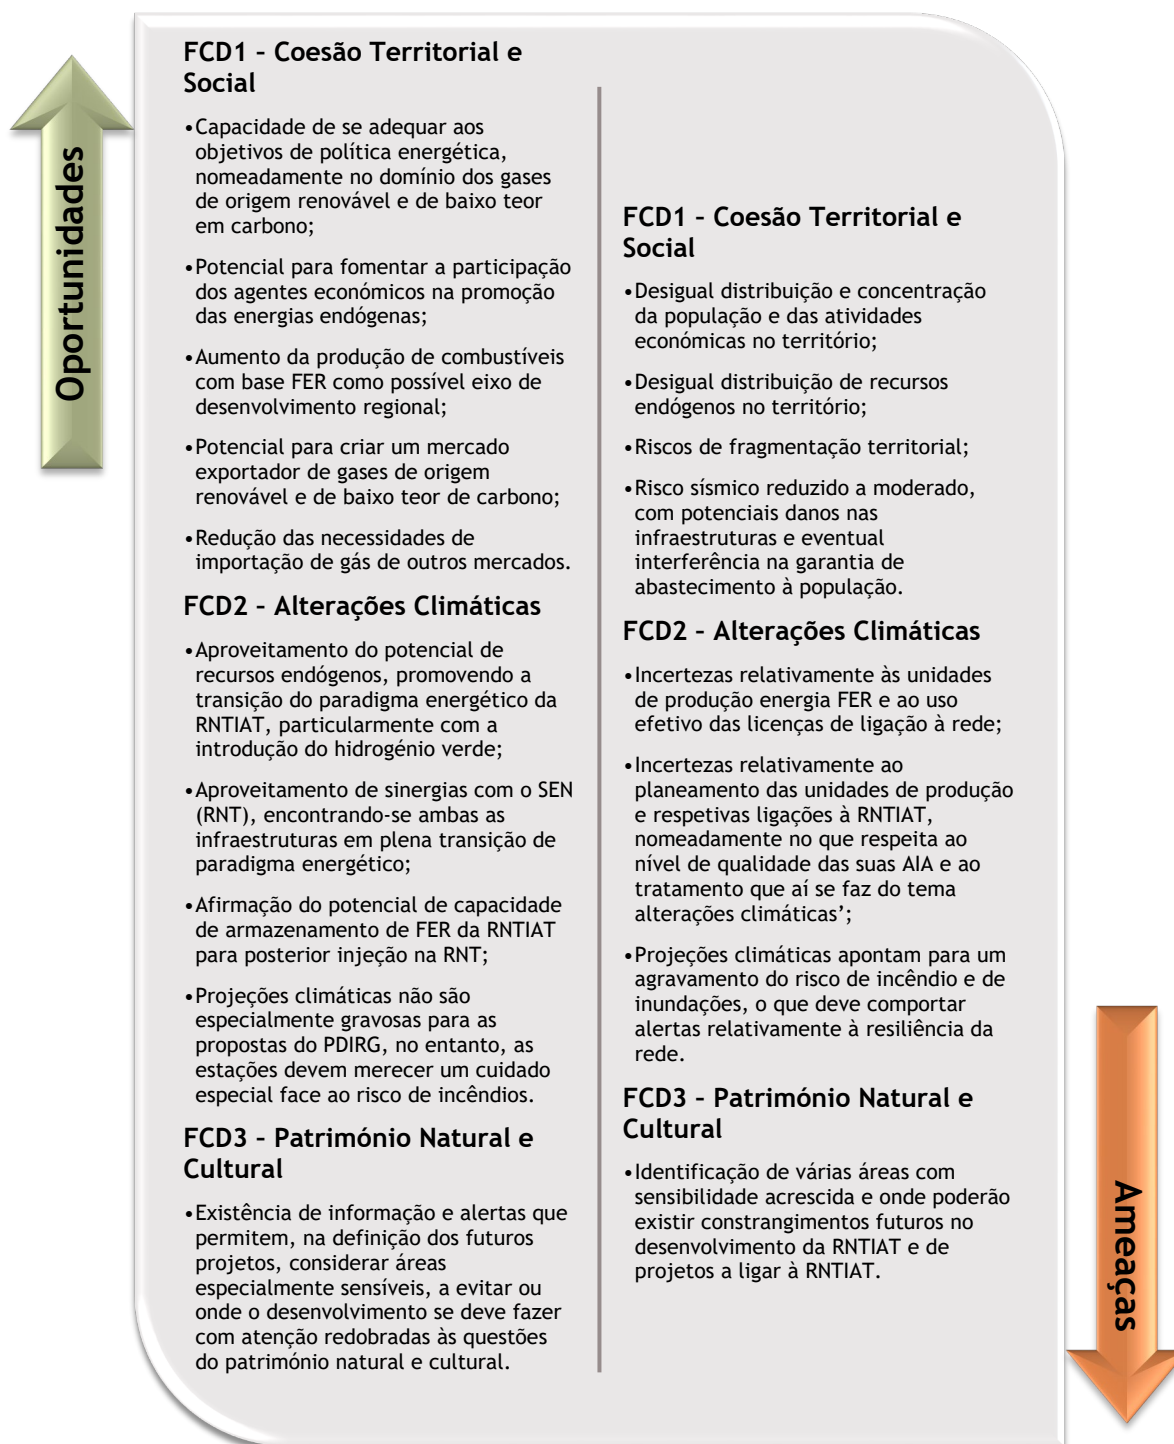 Oportunidades
FCD1 – Coesão Territorial e
Social
•Capacidade de se adequar aos
objetivos de política energética,
nomeadamente no domínio dos gases
de origem renovável e de baixo teor
em carbono;
•Potencial para fomentar a participação
dos agentes económicos na promoção
das energias endógenas;
•Aumento da produção de combustíveis
com base FER como possível eixo de
desenvolvimento regional;
•Potencial para criar um mercado
exportador de gases de origem
renovável e de baixo teor de carbono;
•Redução das necessidades de
importação de gás de outros mercados.
FCD2 – Alterações Climáticas
•Aproveitamento do potencial de
recursos endógenos, promovendo a
transição do paradigma energético da
RNTIAT, particularmente com a
introdução do hidrogénio verde;
•Aproveitamento de sinergias com o SEN
(RNT), encontrando-se ambas as
infraestruturas em plena transição de
paradigma energético;
•Afirmação do potencial de capacidade
de armazenamento de FER da RNTIAT
para posterior injeção na RNT;
•Projeções climáticas não são
especialmente gravosas para as
propostas do PDIRG, no entanto, as
estações devem merecer um cuidado
especial face ao risco de incêndios.
FCD3 – Património Natural e
Cultural
•Existência de informação e alertas que
permitem, na definição dos futuros
projetos, considerar áreas
especialmente sensíveis, a evitar ou
onde o desenvolvimento se deve fazer
com atenção redobradas às questões
do património natural e cultural.
FCD1 – Coesão Territorial e
Social
•Desigual distribuição e concentração
da população e das atividades
económicas no território;
•Desigual distribuição de recursos
endógenos no território;
•Riscos de fragmentação territorial;
•Risco sísmico reduzido a moderado,
com potenciais danos nas
infraestruturas e eventual
interferência na garantia de
abastecimento à população.
FCD2 – Alterações Climáticas
•Incertezas relativamente às unidades
de produção energia FER e ao uso
efetivo das licenças de ligação à rede;
•Incertezas relativamente ao
planeamento das unidades de produção
e respetivas ligações à RNTIAT,
nomeadamente no que respeita ao
nível de qualidade das suas AIA e ao
tratamento que aí se faz do tema
alterações climáticas’;
•Projeções climáticas apontam para um
agravamento do risco de incêndio e de
inundações, o que deve comportar
alertas relativamente à resiliência da
rede.
FCD3 – Património Natural e
Cultural
•Identificação de várias áreas com
sensibilidade acrescida e onde poderão
existir constrangimentos futuros no
desenvolvimento da RNTIAT e de
projetos a ligar à RNTIAT.
Ameaças